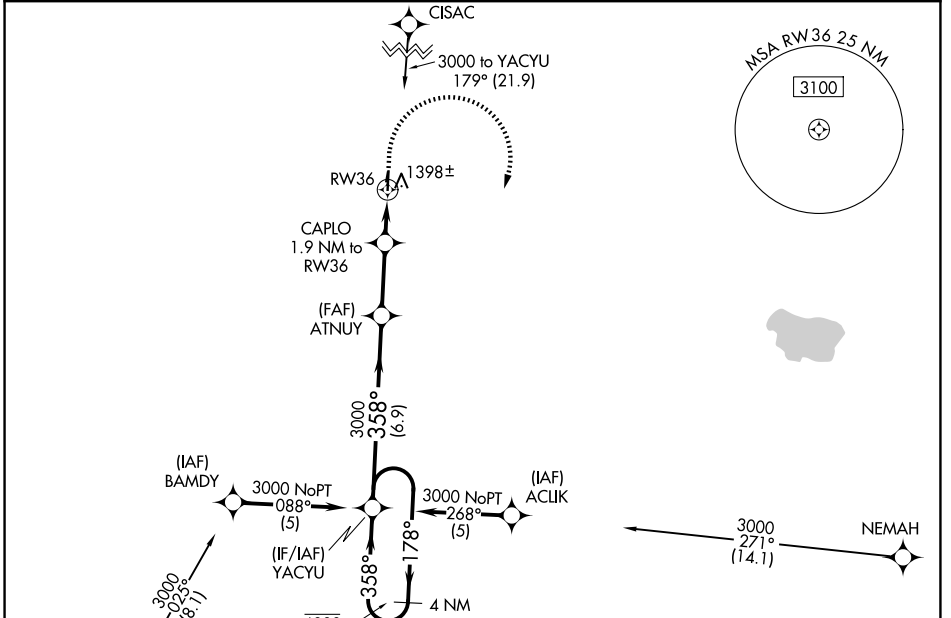 CISAC
3000 to YACYU
179° (21.9)
MSA RW36 25 NM
3100
RW36
1398±
CAPLO
1.9 NM to
RW36
(FAF)
ATNUY
3000
358°
(6.9)
(IAF)
BAMDY
3000 NoPT
088°
(5)
(IAF)
ACLIK
3000 NoPT
268°
(5)
(IF/IAF)
YACYU
358°
178°
4 NM
3000
271°
(14.1)
NEMAH
3000
025°